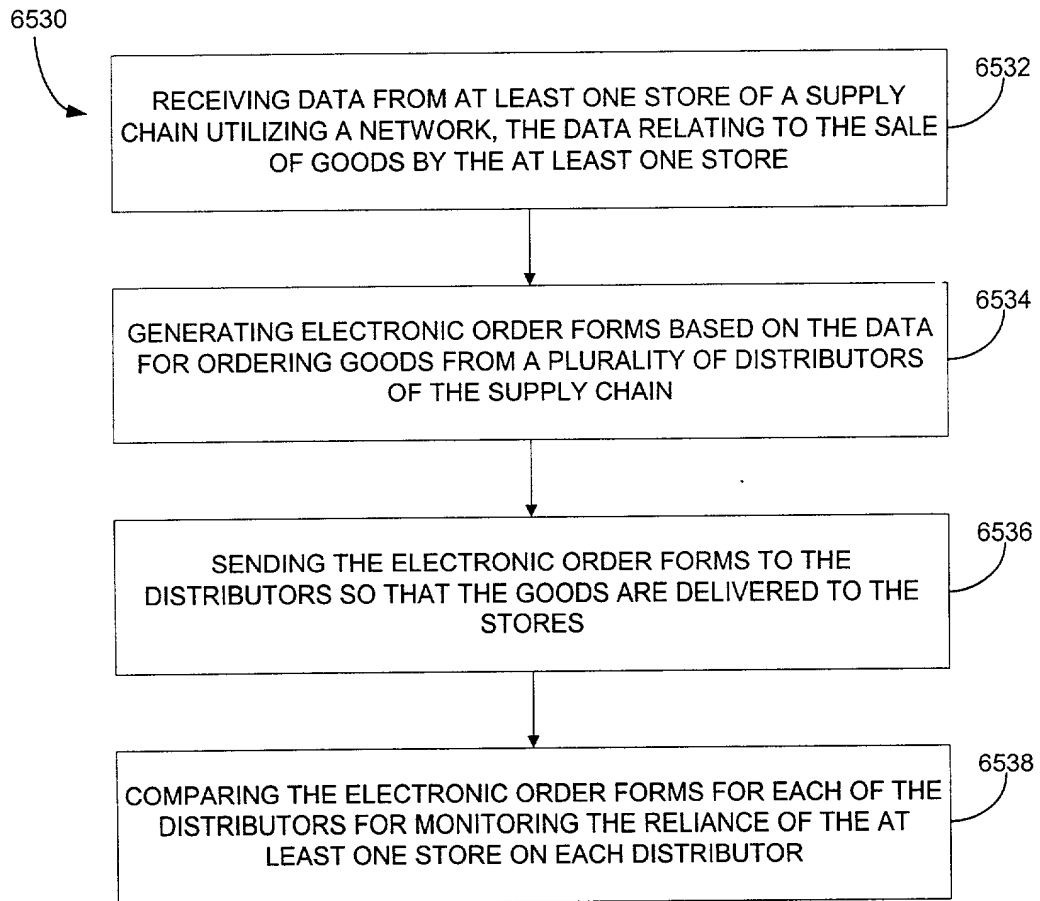 6530
6532
RECEIVING DATA FROM AT LEAST ONE STORE OF A SUPPLY
CHAIN UTILIZING A NETWORK, THE DATA RELATING TO THE SALE
OF GOODS BY THE AT LEAST ONE STORE
6534
GENERATING ELECTRONIC ORDER FORMS BASED ON THE DATA
FOR ORDERING GOODS FROM A PLURALITY OF DISTRIBUTORS
OF THE SUPPLY CHAIN
6536
SENDING THE ELECTRONIC ORDER FORMS TO THE
DISTRIBUTORS SO THAT THE GOODS ARE DELIVERED TO THE
STORES
6538
COMPARING THE ELECTRONIC ORDER FORMS FOR EACH OF THE
DISTRIBUTORS FOR MONITORING THE RELIANCE OF THE AT
LEAST ONE STORE ON EACH DISTRIBUTOR